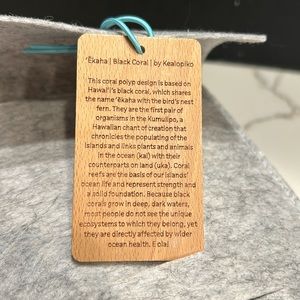 ʻĒkaha | Black Coral | by Kealopiko
This coral polyp design is based on
Hawaiʻi's black coral, which shares
the name ʻēkaha with the bird's nest
fern. They are the first pair of
organisms in the Kumulipo, a
Hawaiian chant of creation that
chronicles the populating of the
islands and links plants and animals
in the ocean (kai) with their
counterparts on land (uka). Coral
reefs are the basis of our islands'
ocean life and represent strength and
a solid foundation. Because black
corals grow in deep, dark waters,
most people do not see the unique
ecosystems to which they belong, yet
they are directly affected by wider
ocean health. E ola!